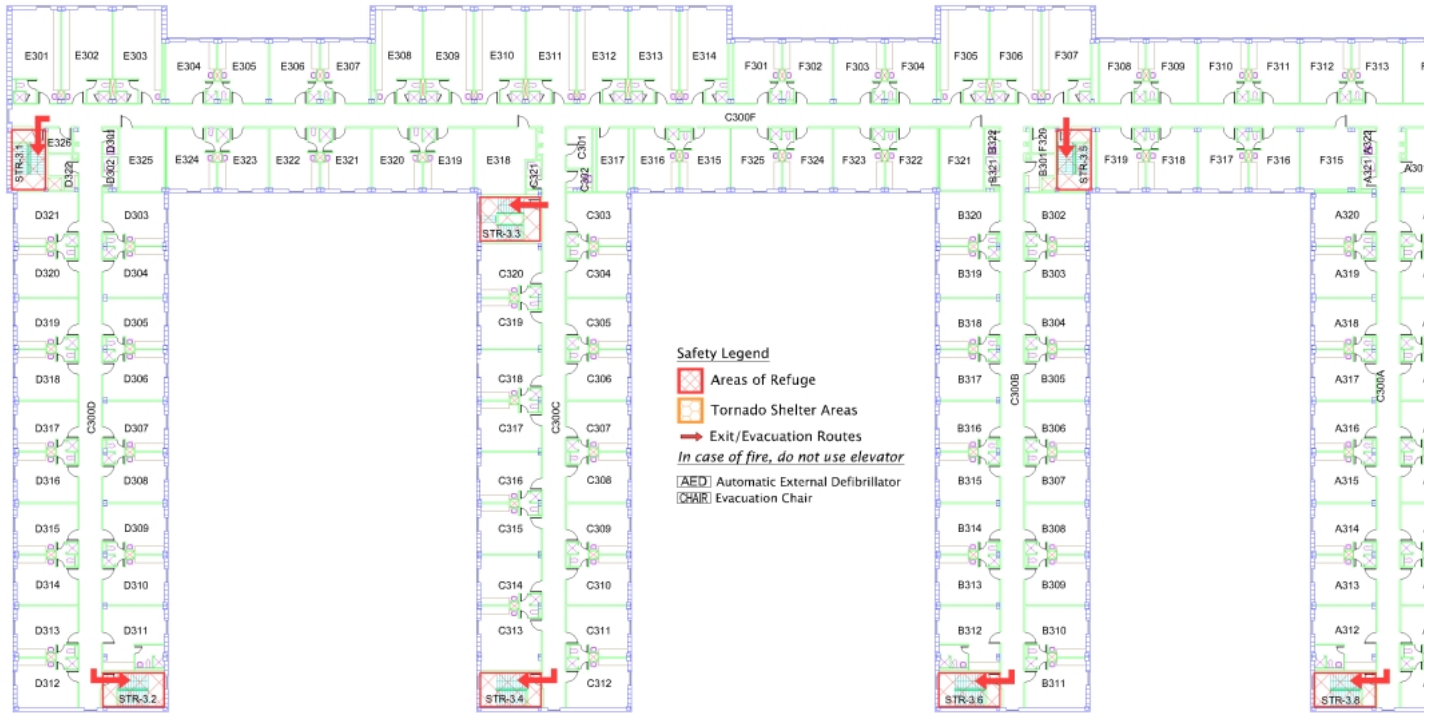 E301 E302 E303 E308 E309 E310 E311 E312 E313 E314 F305 F306 F307
E304 E305 E306 E307 F301 F302 F303 F304 F308 F309 F310 F311 F312 F313
C300F
STR-3.1 E326 D322 D301 D302 E325 E324 E323 E322 E321 E320 E319 E318 C321 C301 C302 E317 E316 E315 F325 F324 F323 F322 F321 B322 B321 F320 B301 STR-3.5 F319 F318 F317 F316 F315 A322 A321
D321 D303 STR-3.3 C303 B320 B302 A320
D320 D304 C320 C304 B319 B303 A319
D319 D305 C319 C305 B318 B304 A318
Safety Legend
Areas of Refuge
Tornado Shelter Areas
Exit/Evacuation Routes
In case of fire, do not use elevator
AED Automatic External Defibrillator
CHAIR Evacuation Chair
D318 D306 C318 C306 B317 B305 A317
C300D C300C C300B C300A
D317 D307 C317 C307 B316 B306 A316
D316 D308 C316 C308 B315 B307 A315
D315 D309 C315 C309 B314 B308 A314
D314 D310 C314 C310 B313 B309 A313
D313 D311 C313 C311 B312 B310 A312
D312 STR-3.2 STR-3.4 C312 STR-3.6 B311 STR-3.8